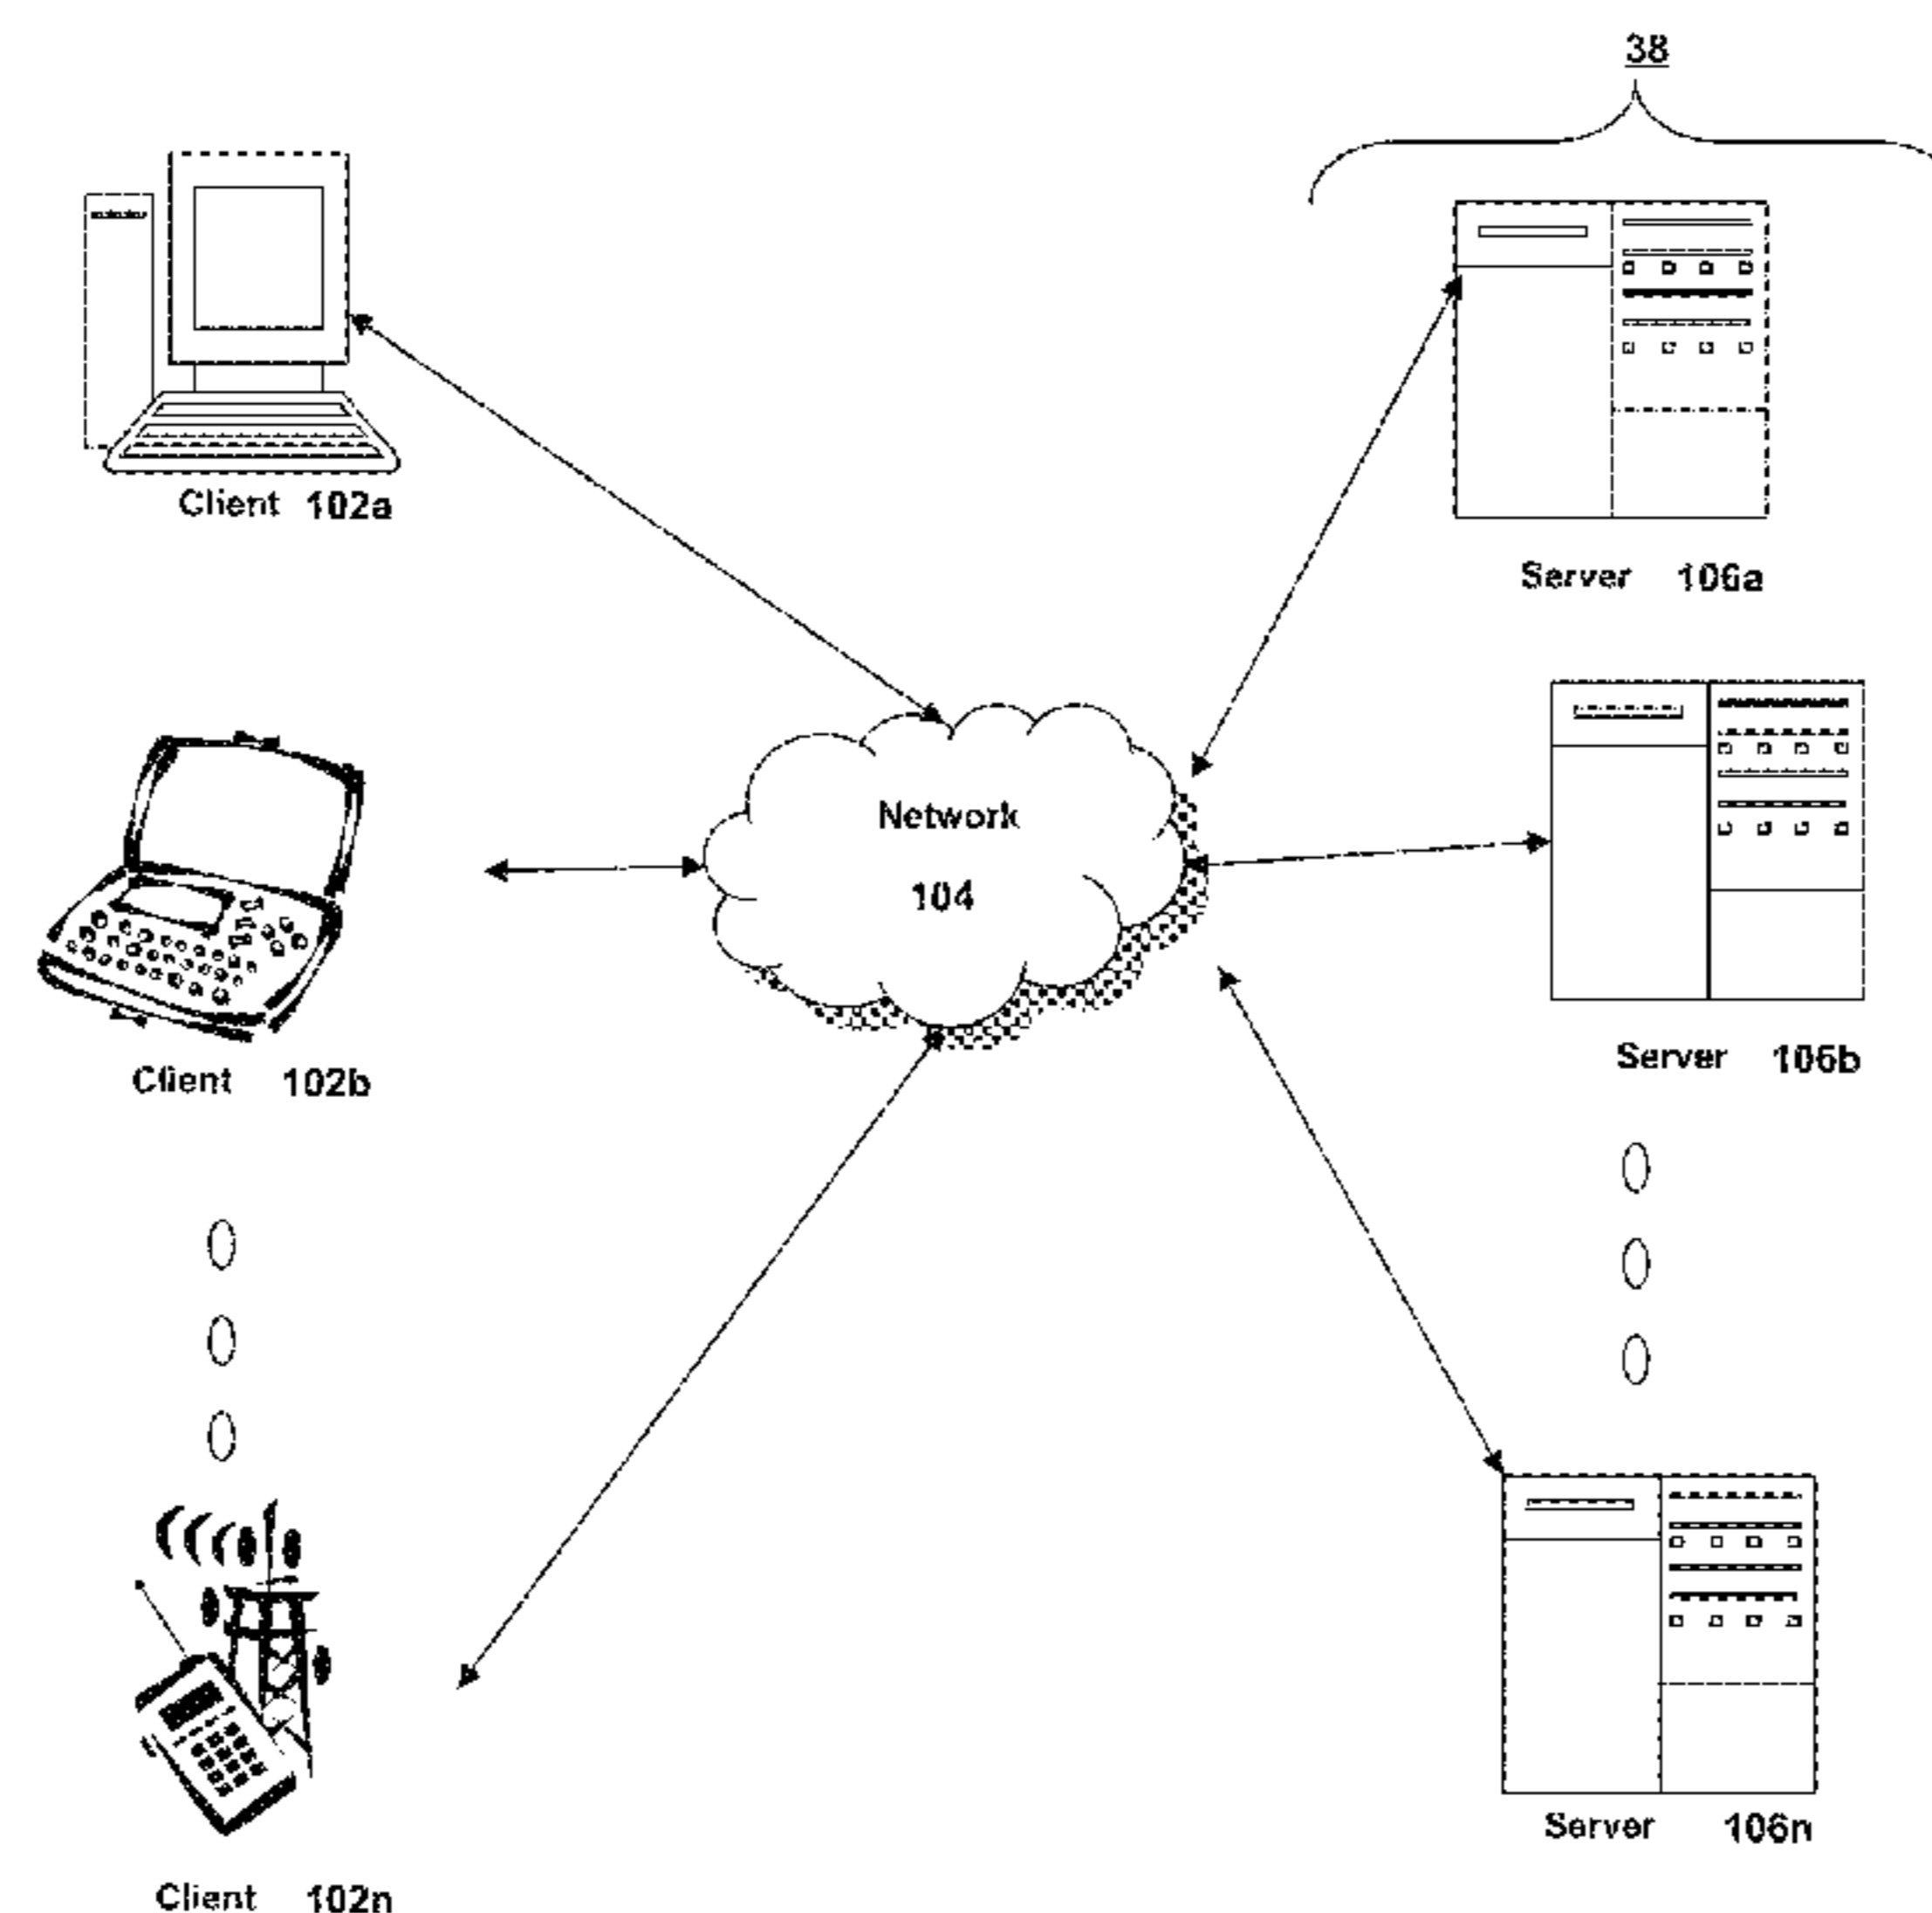 38
Client 102a
Server 106a
Network
104
Client 102b
Server 106b
Server 106n
Client 102n